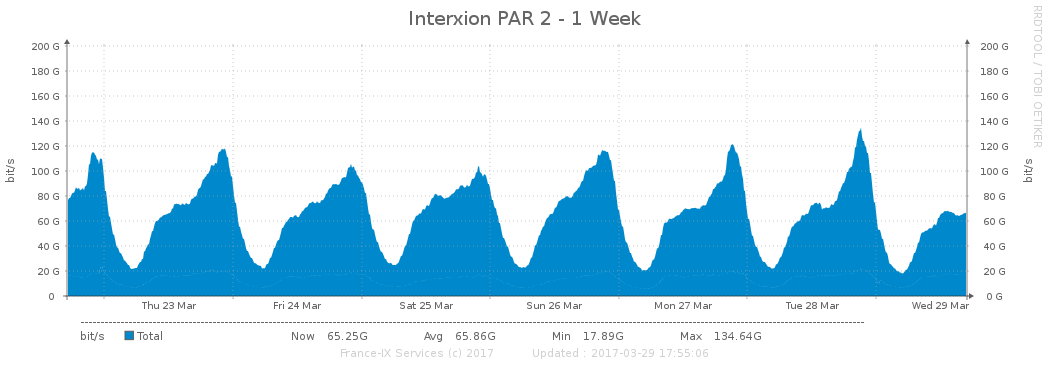 Interxion PAR 2 - 1 Week
RRDTOOL / TOBI OETIKER
bit/s
200 G 200 G
180 G 180 G
160 G 160 G
140 G 140 G
120 G 120 G
100 G 100 G
80 G 80 G
60 G 60 G
40 G 40 G
20 G 20 G
0 0 G
bit/s
Thu 23 Mar Fri 24 Mar Sat 25 Mar Sun 26 Mar Mon 27 Mar Tue 28 Mar Wed 29 Mar
bit/s Total Now 65.25G Avg 65.86G Min 17.89G Max 134.64G
France-IX Services (c) 2017 Updated : 2017-03-29 17:55:06